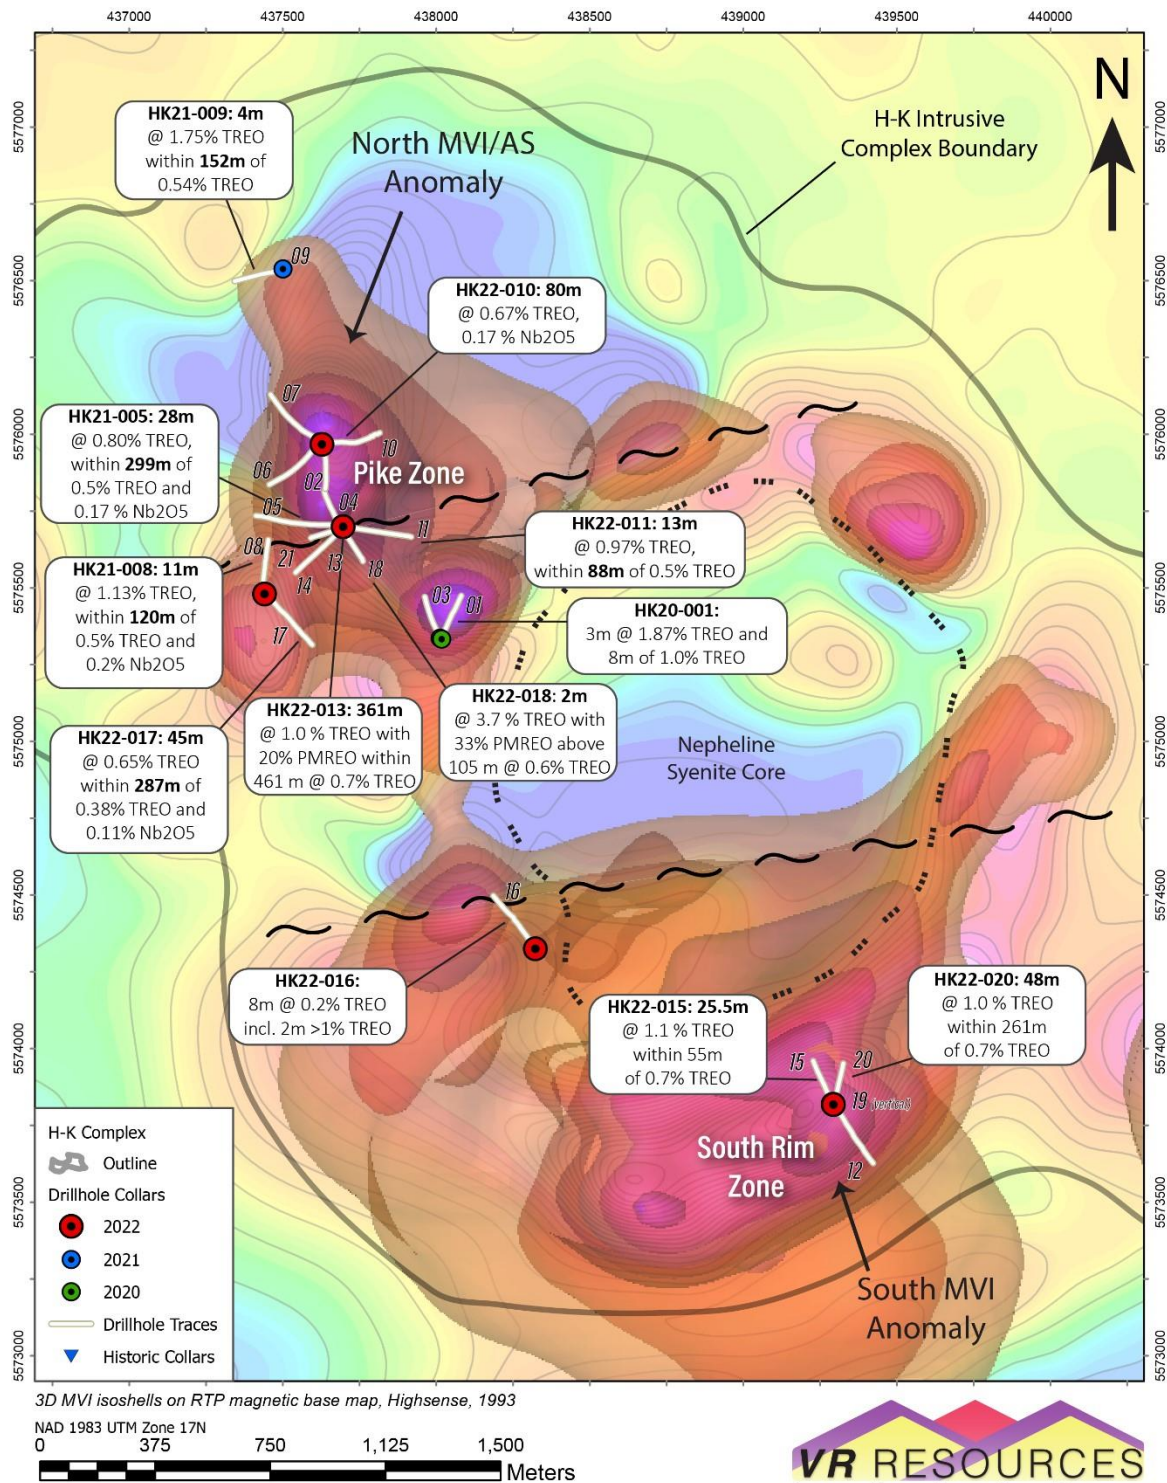 437000 437500 438000 438500 439000 439500 440000
5577000
5576500
5576000
5575500
5575000
5574500
5574000
5573500
5573000
5577000
5576500
5576000
5575500
5575000
5574500
5574000
5573500
5573000
N
H-K Intrusive
Complex Boundary
North MVI/AS
Anomaly
HK21-009: 4m
@ 1.75% TREO
within 152m of
0.54% TREO
09
HK22-010: 80m
@ 0.67% TREO,
0.17 % Nb2O5
07
10
06
02
Pike Zone
HK21-005: 28m
@ 0.80% TREO,
within 299m of
0.5% TREO and
0.17 % Nb2O5
05
04
11
08
21
13
14
18
HK22-011: 13m
@ 0.97% TREO,
within 88m of 0.5% TREO
HK21-008: 11m
@ 1.13% TREO,
within 120m of
0.5% TREO and
0.2% Nb2O5
03
01
17
HK20-001:
3m @ 1.87% TREO and
8m of 1.0% TREO
HK22-017: 45m
@ 0.65% TREO
within 287m of
0.38% TREO and
0.11% Nb2O5
HK22-013: 361m
@ 1.0 % TREO with
20% PMREO within
461 m @ 0.7% TREO
HK22-018: 2m
@ 3.7 % TREO with
33% PMREO above
105 m @ 0.6% TREO
Nepheline
Syenite Core
16
HK22-016:
8m @ 0.2% TREO
incl. 2m >1% TREO
HK22-015: 25.5m
@ 1.1 % TREO
within 55m
of 0.7% TREO
HK22-020: 48m
@ 1.0 % TREO
within 261m
of 0.7% TREO
15
20
19 (vertical)
12
South Rim
Zone
South MVI
Anomaly
H-K Complex
Outline
Drillhole Collars
2022
2021
2020
Drillhole Traces
Historic Collars
3D MVI isoshells on RTP magnetic base map, Highsense, 1993
NAD 1983 UTM Zone 17N
0 375 750 1,125 1,500
Meters
VR RESOURCES